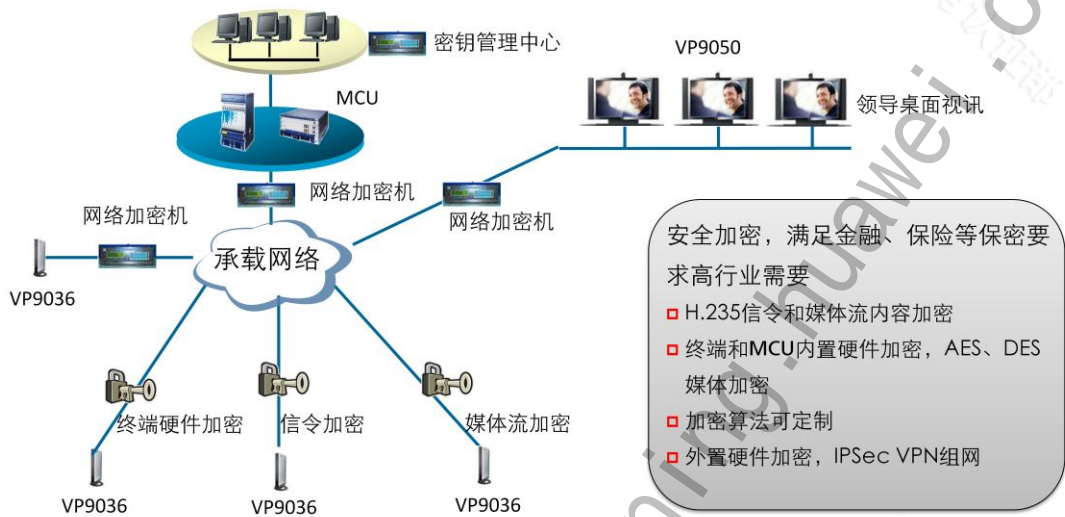 密钥管理中心
MCU
VP9050
领导桌面视讯
网络加密机
网络加密机
网络加密机
承载网络
VP9036
终端硬件加密
信令加密
媒体流加密
VP9036
VP9036
VP9036
安全加密，满足金融、保险等保密要
求高行业需要
H.235信令和媒体流内容加密
终端和MCU内置硬件加密，AES、DES
媒体加密
加密算法可定制
外置硬件加密，IPSec VPN组网
ning.huawei.c